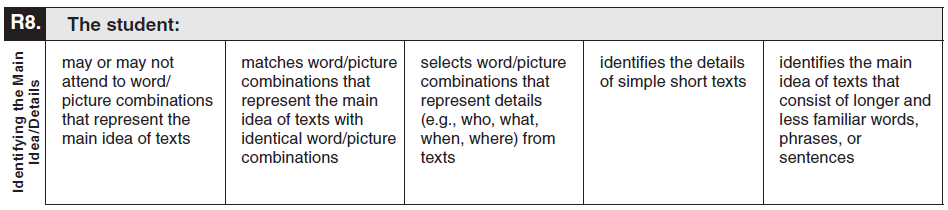 R8.
The student:
Identifying the Main
Idea/Details
may or may not
attend to word/
picture combinations
that represent the
main idea of texts
matches word/picture
combinations that
represent the main
idea of texts with
identical word/picture
combinations
selects word/picture
combinations that
represent details
(e.g., who, what,
when, where) from
texts
identifies the details
of simple short texts
identifies the main
idea of texts that
consist of longer and
less familiar words,
phrases, or
sentences